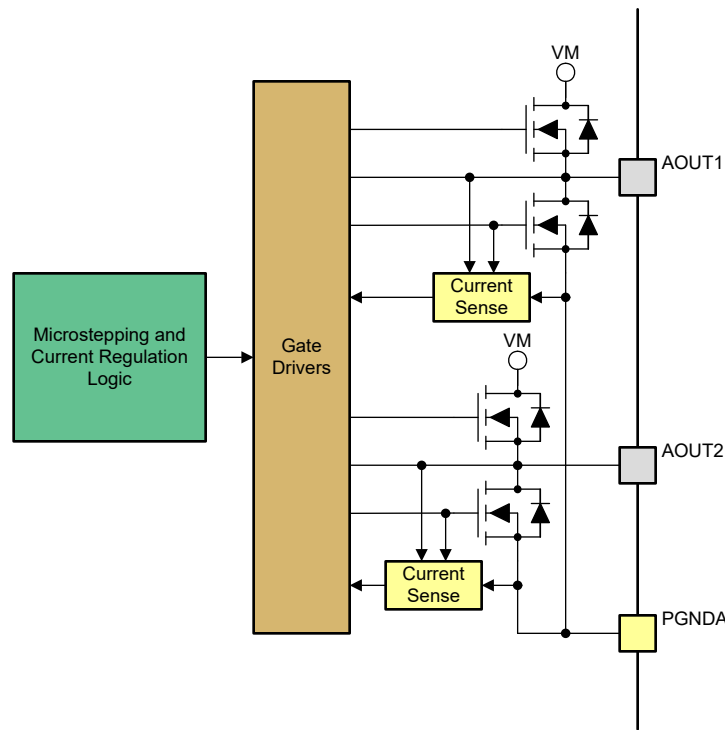 VM
AOUT1
Current
Sense
Microstepping and
Current Regulation
Logic
Gate
Drivers
VM
AOUT2
Current
Sense
PGNDA